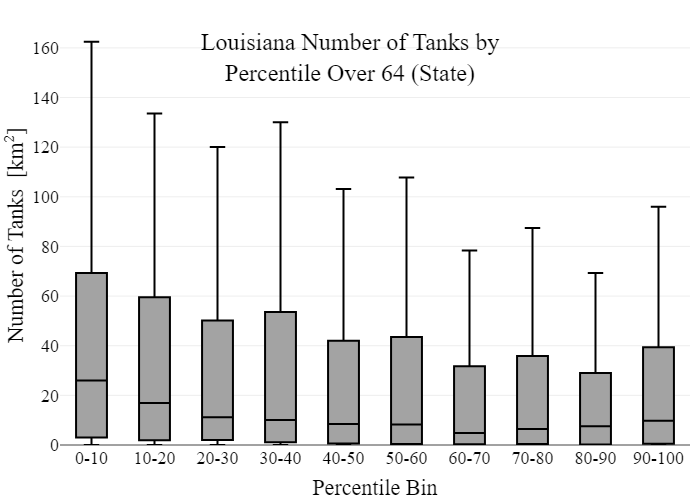 Louisiana Number of Tanks by
Percentile Over 64 (State)
Number of Tanks [km²]
160
140
120
100
80
60
40
20
0
0-10 10-20 20-30 30-40 40-50 50-60 60-70 70-80 80-90 90-100
Percentile Bin